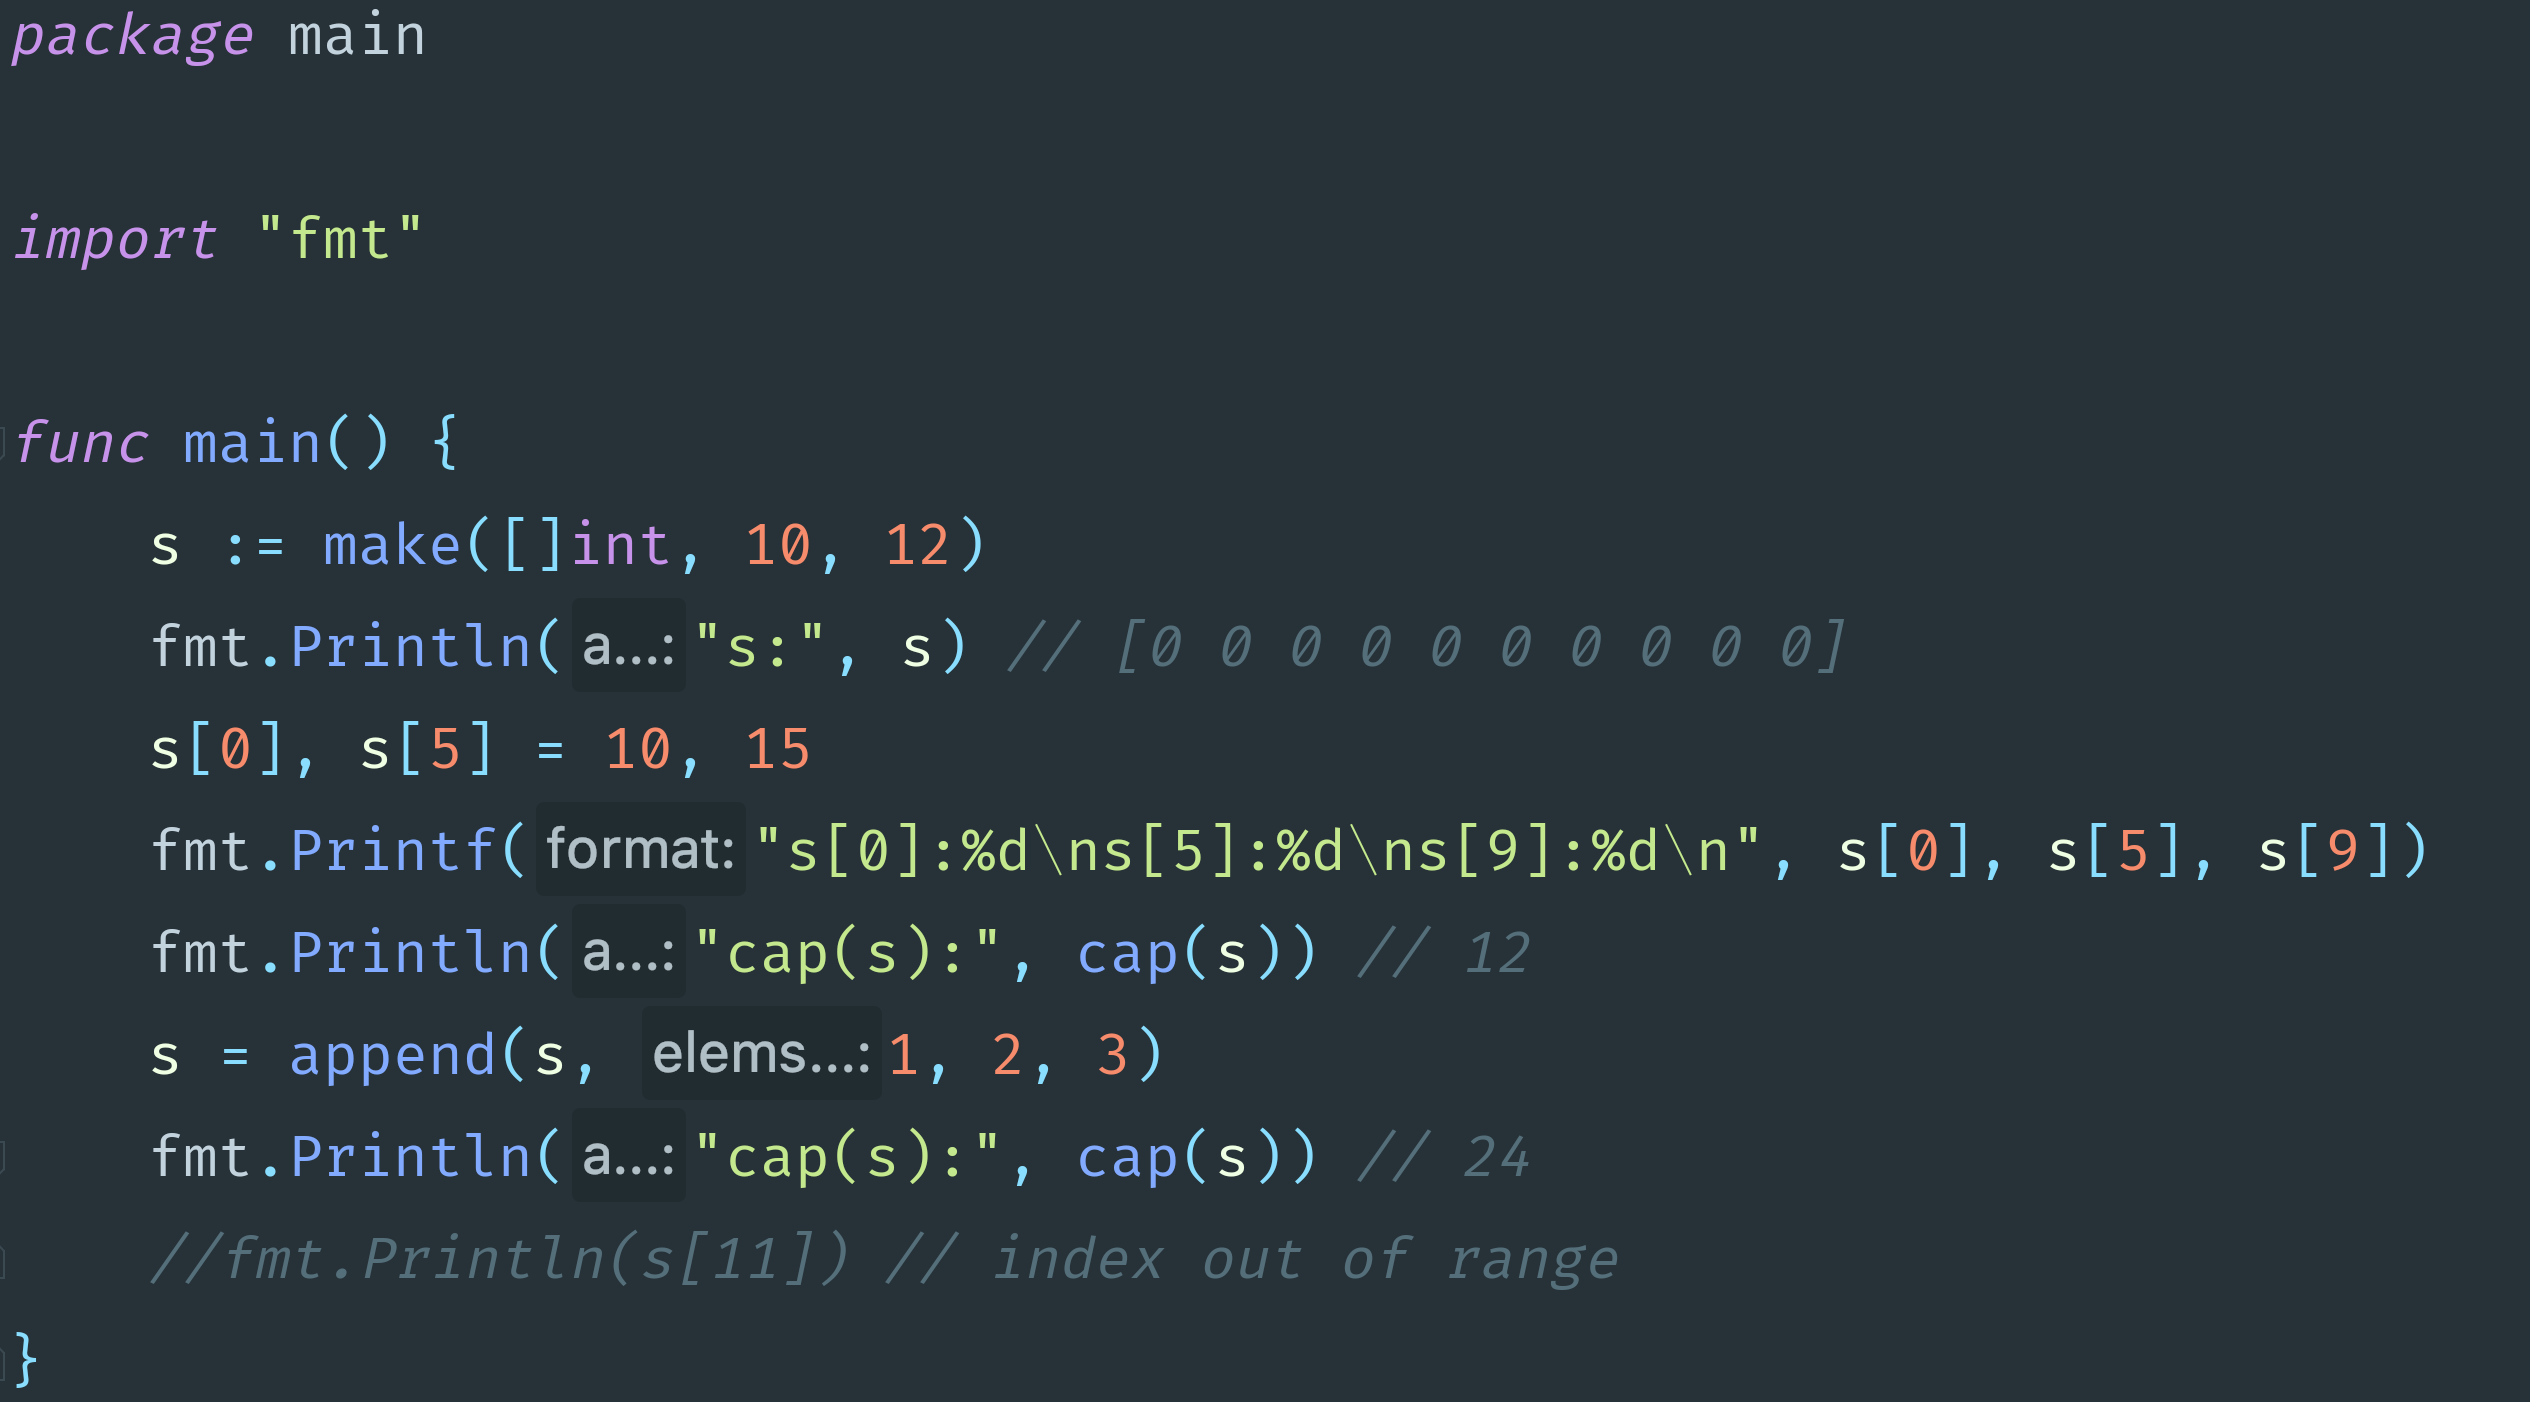 package main
import "fmt"
func main() {
s := make([]int, 10, 12)
fmt.Println( a...: "s:", s) // [0 0 0 0 0 0 0 0 0 0]
s[0], s[5] = 10, 15
fmt.Printf( format: "s[0]:%d\ns[5]:%d\ns[9]:%d\n", s[0], s[5], s[9])
fmt.Println( a...: "cap(s):", cap(s)) // 12
s = append(s, elems...: 1, 2, 3)
fmt.Println( a...: "cap(s):", cap(s)) // 24
//fmt.Println(s[11]) // index out of range
}